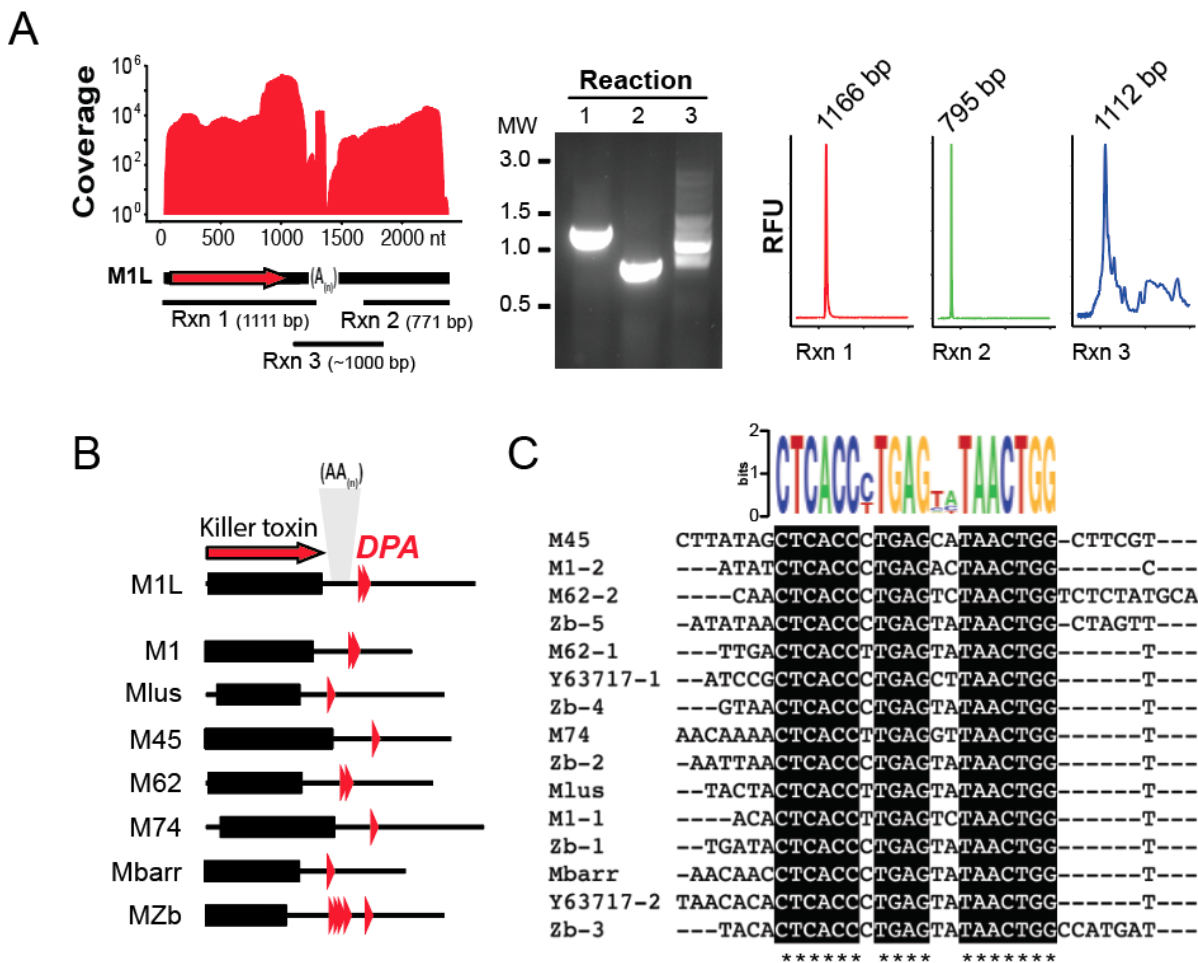 A
Coverage
10^6
10^4
10^2
10^0
0 500 1000 1500 2000 nt
M1L (A(n))
Rxn 1 (1111 bp)
Rxn 2 (771 bp)
Rxn 3 (~1000 bp)
Reaction
1 2 3
MW
3.0
1.5
1.0
0.5
1166 bp
795 bp
1112 bp
RFU
Rxn 1
Rxn 2
Rxn 3
B
(AA(n))
Killer toxin
DPA
M1L
M1
Mlus
M45
M62
M74
Mbarr
MZb
C
2
1
0
bits
CTCACC
C
T
TGAG
T
C
A
C
TAACTGG
M45 CTTATAGCTCACCCTGAGCATAACTGG-CTTCGT---
M1-2 ---ATATCTCACCCTGAGACTAACTGG------C---
M62-2 ----CAACTCACCCTGAGTCTAACTGGTCTCTATGCA
Zb-5 -ATATAACTCACCCTGAGTATAACTGG-CTAGTT---
M62-1 ---TTGACTCACCTTGAGTATAACTGG------T---
Y63717-1 --ATCCGCTCACCTTGAGCTTAACTGG------T---
Zb-4 ---GTAACTCACCCTGAGTATAACTGG------T---
M74 AACAAAACTCACCTTGAGGTTAACTGG------T---
Zb-2 -AATTAACTCACCCTGAGTATAACTGG------T---
Mlus --TACTACTCACCCTGAGTATAACTGG------T---
M1-1 ----ACACTCACCTTGAGTCTAACTGG------T---
Zb-1 --TGATACTCACCCTGAGTATAACTGG------T---
Mbarr -AACAACCTCACCCTGAGTATAACTGG------T---
Y63717-2 TAACACACTCACCCTGAGTATAACTGG------T---
Zb-3 ---TACACTCACCCTGAGTATAACTGGCCATGAT---
****** **** *******